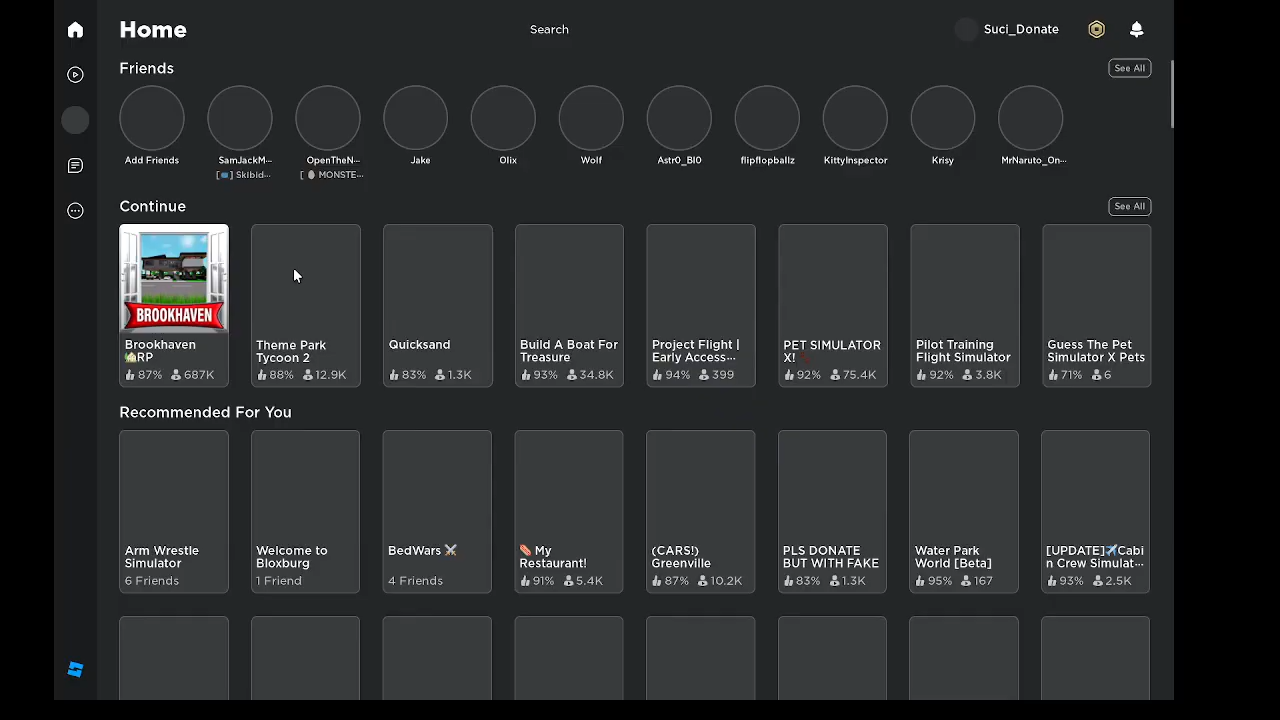 Home
Search
Suci_Donate
Friends
See All
Add Friends
SamJackM...
[ ] Skibid...
OpenTheN...
[ MONSTE...
Jake
Olix
Wolf
Astr0_Bl0
flipflopballz
KittyInspector
Krisy
MrNaruto_On...
Continue
See All
BROOKHAVEN
Brookhaven
🏡RP
87% 687K
Theme Park
Tycoon 2
88% 12.9K
Quicksand
83% 1.3K
Build A Boat For
Treasure
93% 34.8K
Project Flight |
Early Access...
94% 399
PET SIMULATOR
X!
92% 75.4K
Pilot Training
Flight Simulator
92% 3.8K
Guess The Pet
Simulator X Pets
71% 6
Recommended For You
Arm Wrestle
Simulator
6 Friends
Welcome to
Bloxburg
1 Friend
BedWars ⚔️
4 Friends
🌭 My
Restaurant!
91% 5.4K
(CARS!)
Greenville
87% 10.2K
PLS DONATE
BUT WITH FAKE
83% 1.3K
Water Park
World [Beta]
95% 167
[UPDATE]✈️Cabi
n Crew Simulat...
93% 2.5K